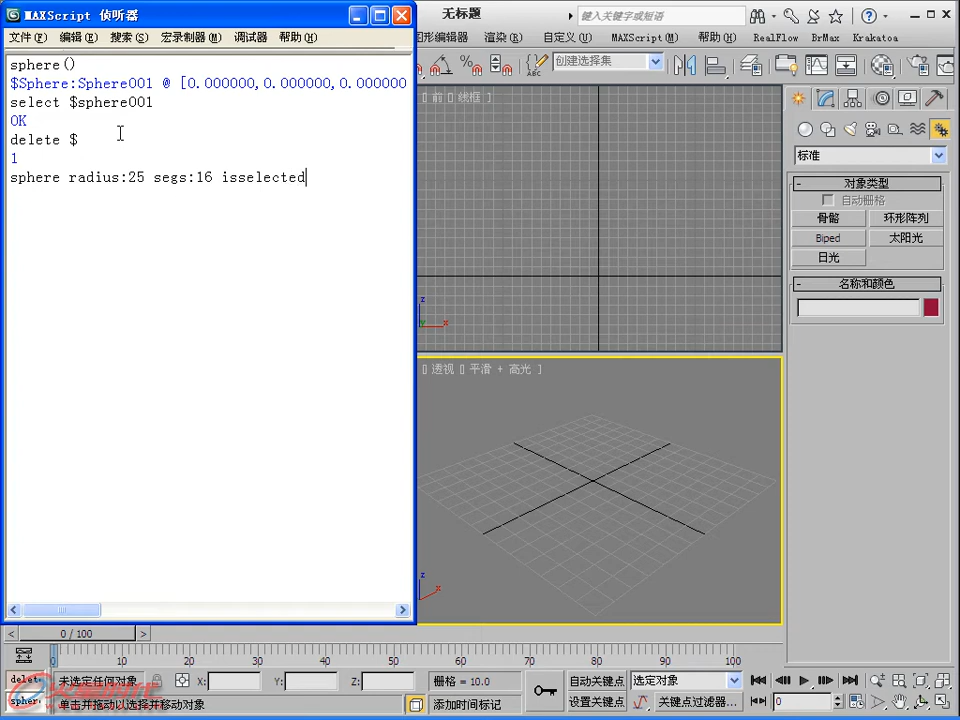 MAXScript 侦听器
文件(F) 编辑(E) 搜索(S) 宏录制器(M) 调试器 帮助(H)
sphere()
$Sphere:Sphere001 @ [0.000000,0.000000,0.000000
select $sphere001
OK
delete $
1
sphere radius:25 segs:16 isselected
无标题
键入关键字或短语
图形编辑器 渲染(R) 自定义(U) MAXScript(M) 帮助(H) RealFlow BrMax Krakatoa
创建选择集
[] 前 [] 线框 ]
z
x
y
标准
对象类型
自动栅格
骨骼 环形阵列
Biped 太阳光
日光
名称和颜色
[] 透视 [] 平滑 + 高光 ]
z
x
0 / 100
0 10 20 30 40 50 60 70 80 90 100
delet 未选定任何对象 X: Y: Z: 栅格 = 10.0 自动关键点 选定对象
spher 单击并拖动以选择并移动对象 添加时间标记 设置关键点 关键点过滤器... 0